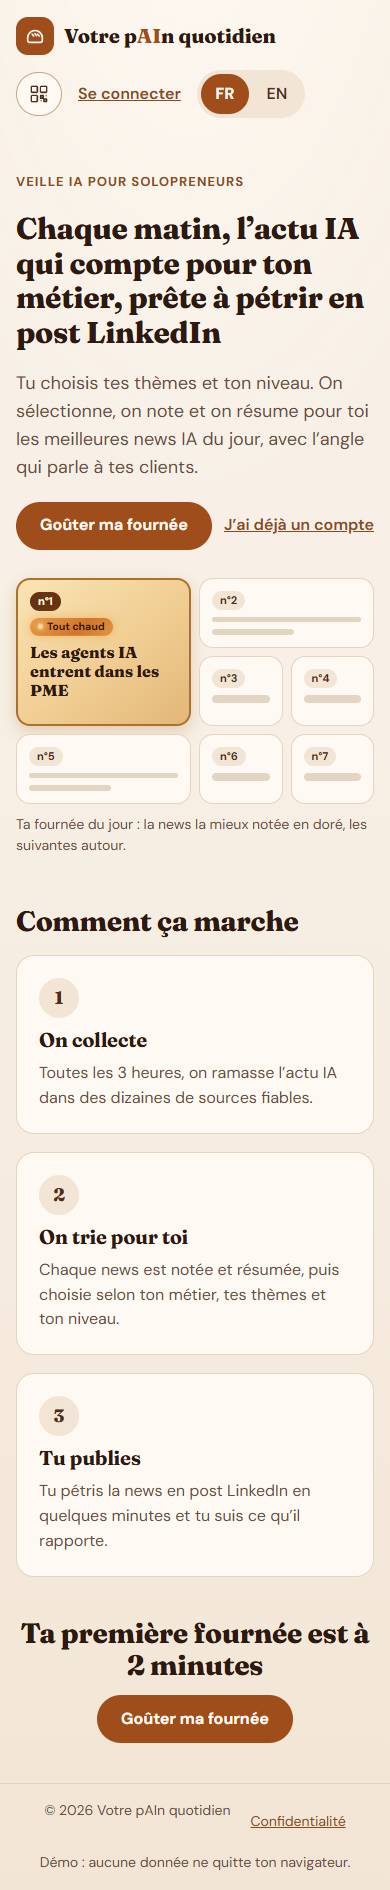 Votre pAIn quotidien
Se connecter
FR
EN
VEILLE IA POUR SOLOPRENEURS
Chaque matin, l’actu IA
qui compte pour ton
métier, prête à pétrir en
post LinkedIn
Tu choisis tes thèmes et ton niveau. On
sélectionne, on note et on résume pour toi
les meilleures news IA du jour, avec l’angle
qui parle à tes clients.
Goûter ma fournée
J’ai déjà un compte
n°1
Tout chaud
Les agents IA
entrent dans les
PME
n°2
n°3
n°4
n°5
n°6
n°7
Ta fournée du jour : la news la mieux notée en doré, les
suivantes autour.
Comment ça marche
1
On collecte
Toutes les 3 heures, on ramasse l’actu IA
dans des dizaines de sources fiables.
2
On trie pour toi
Chaque news est notée et résumée, puis
choisie selon ton métier, tes thèmes et
ton niveau.
3
Tu publies
Tu pétris la news en post LinkedIn en
quelques minutes et tu suis ce qu’il
rapporte.
Ta première fournée est à
2 minutes
Goûter ma fournée
© 2026 Votre pAIn quotidien
Confidentialité
Démo : aucune donnée ne quitte ton navigateur.